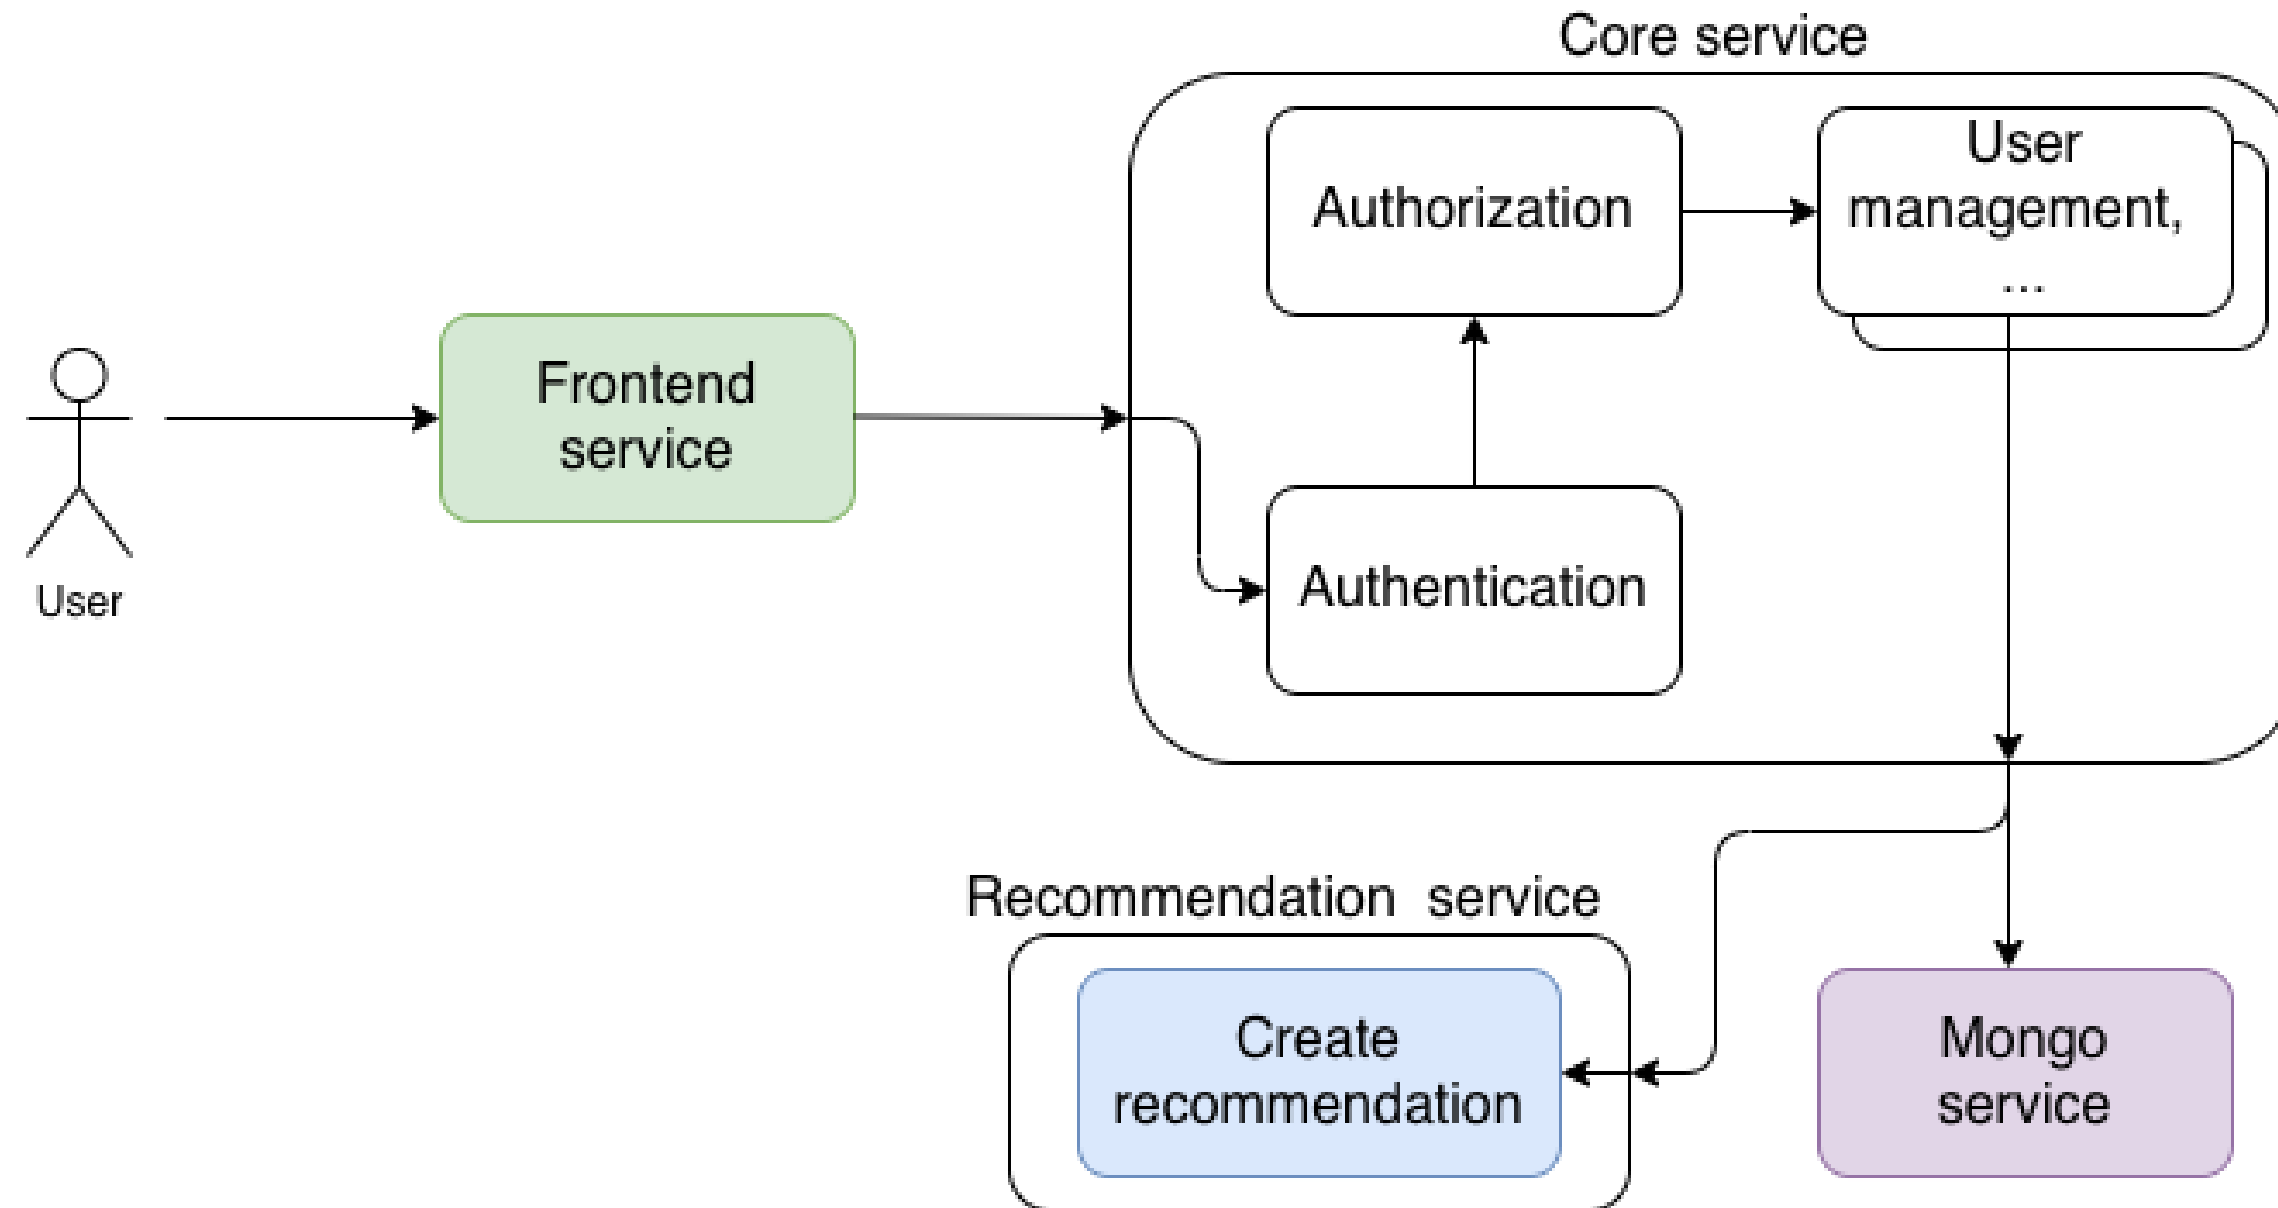 Core service
User
management,
...
Authorization
Frontend
service
Authentication
User
Recommendation service
Create
recommendation
Mongo
service